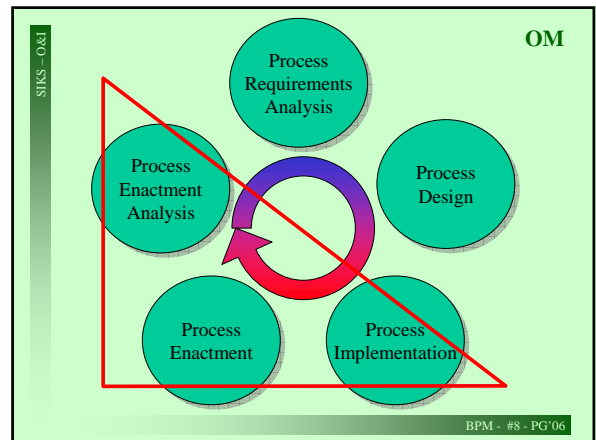 SIKS – O&I
OM
Process
Requirements
Analysis
Process
Enactment
Analysis
Process
Design
Process
Enactment
Process
Implementation
BPM - #8 - PG'06